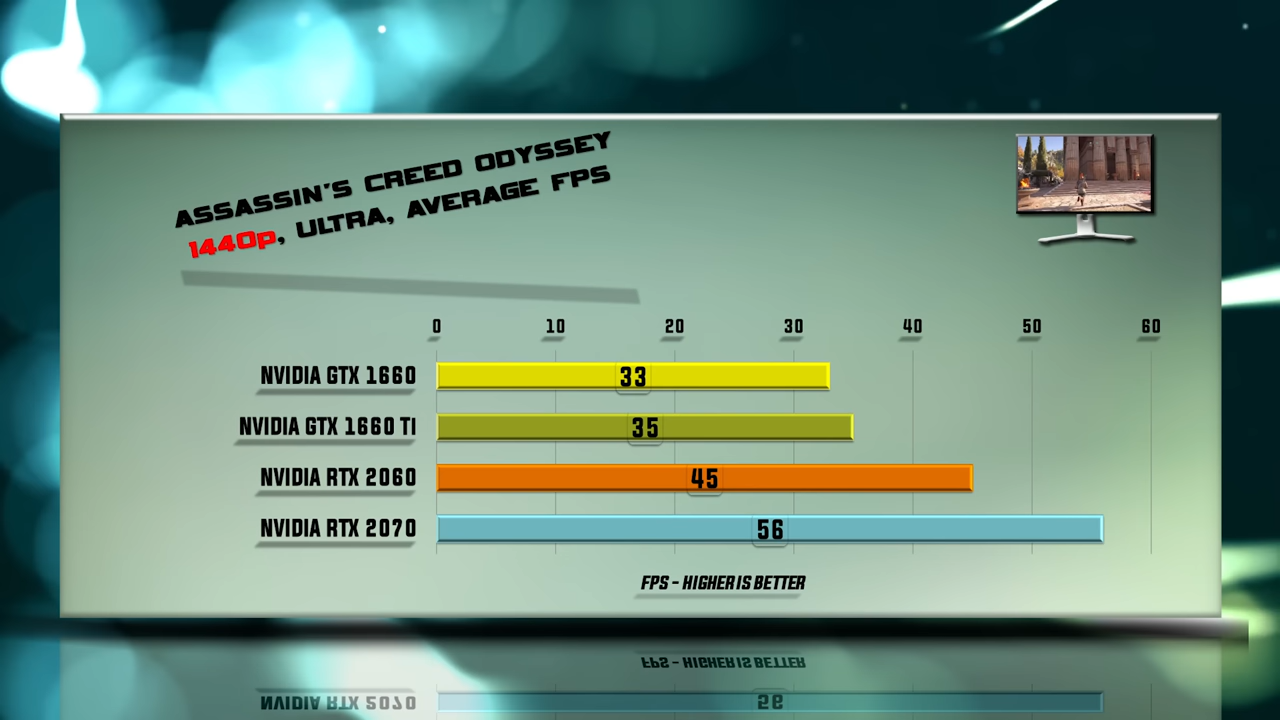 ASSASSIN'S CREED ODYSSEY
1440p, ULTRA, AVERAGE FPS
0 10 20 30 40 50 60
NVIDIA GTX 1660 33
NVIDIA GTX 1660 TI 35
NVIDIA RTX 2060 45
NVIDIA RTX 2070 56
FPS - HIGHER IS BETTER